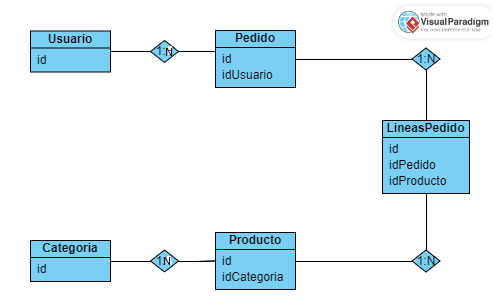 Made with
Visual Paradigm
For non-commercial use
Usuario
id
1:N
Pedido
id
idUsuario
1:N
LineasPedido
id
idPedido
idProducto
Categoria
id
1:N
Producto
id
idCategoria
1:N